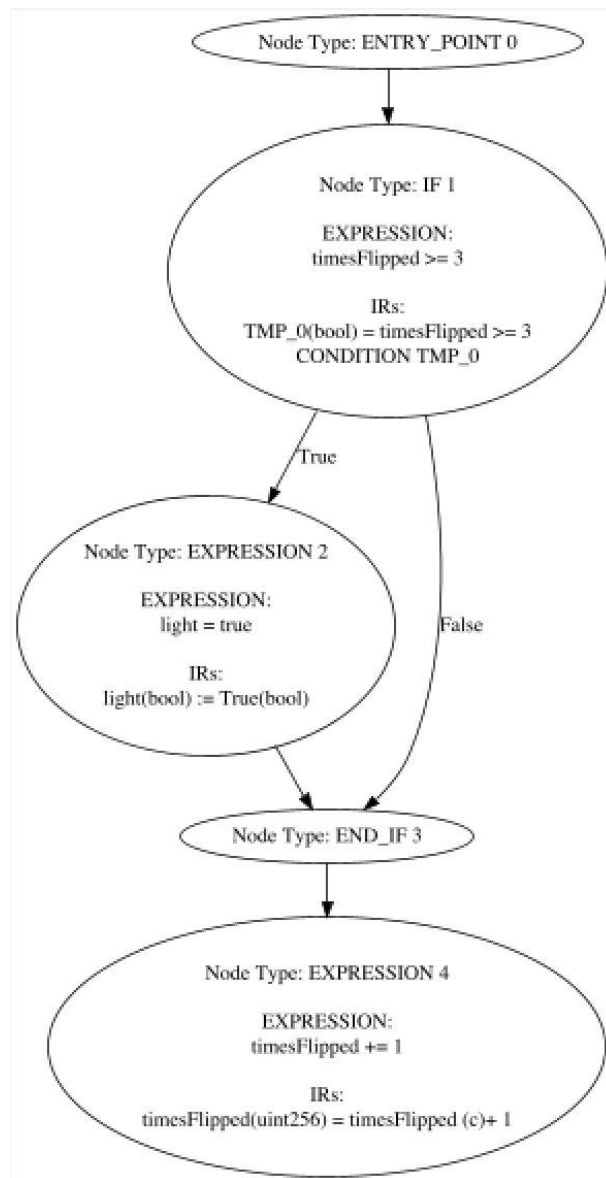 Node Type: ENTRY_POINT 0
Node Type: IF 1
EXPRESSION:
timesFlipped >= 3
IRs:
TMP_0(bool) = timesFlipped >= 3
CONDITION TMP_0
True
Node Type: EXPRESSION 2
EXPRESSION:
light = true
IRs:
light(bool) := True(bool)
False
Node Type: END_IF 3
Node Type: EXPRESSION 4
EXPRESSION:
timesFlipped += 1
IRs:
timesFlipped(uint256) = timesFlipped (c)+ 1